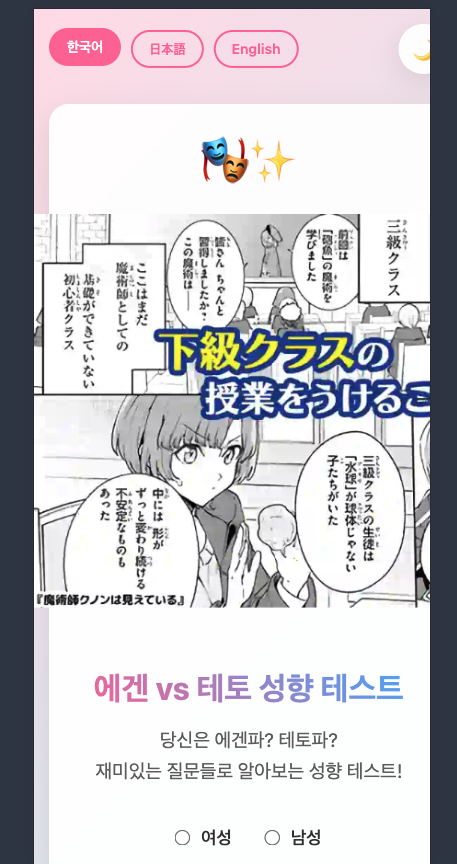 한국어 日本語 English
三級クラス
前回は
「砲魚」の魔術を
学びました
皆さん ちゃんと
習得しましたか?
この魔術は──
ここはまだ
魔術師としての
基礎ができていない
初心者クラス
下級クラスの
授業をうけるこ
三級クラスの生徒は
「水球」が球体じゃない
子たちがいた
中には 形が
ずっと変わり続ける
不安定なものも
あった
『魔術師クノンは見えている』
에겐 vs 테토 성향 테스트
당신은 에겐파? 테토파?
재미있는 질문들로 알아보는 성향 테스트!
여성 남성